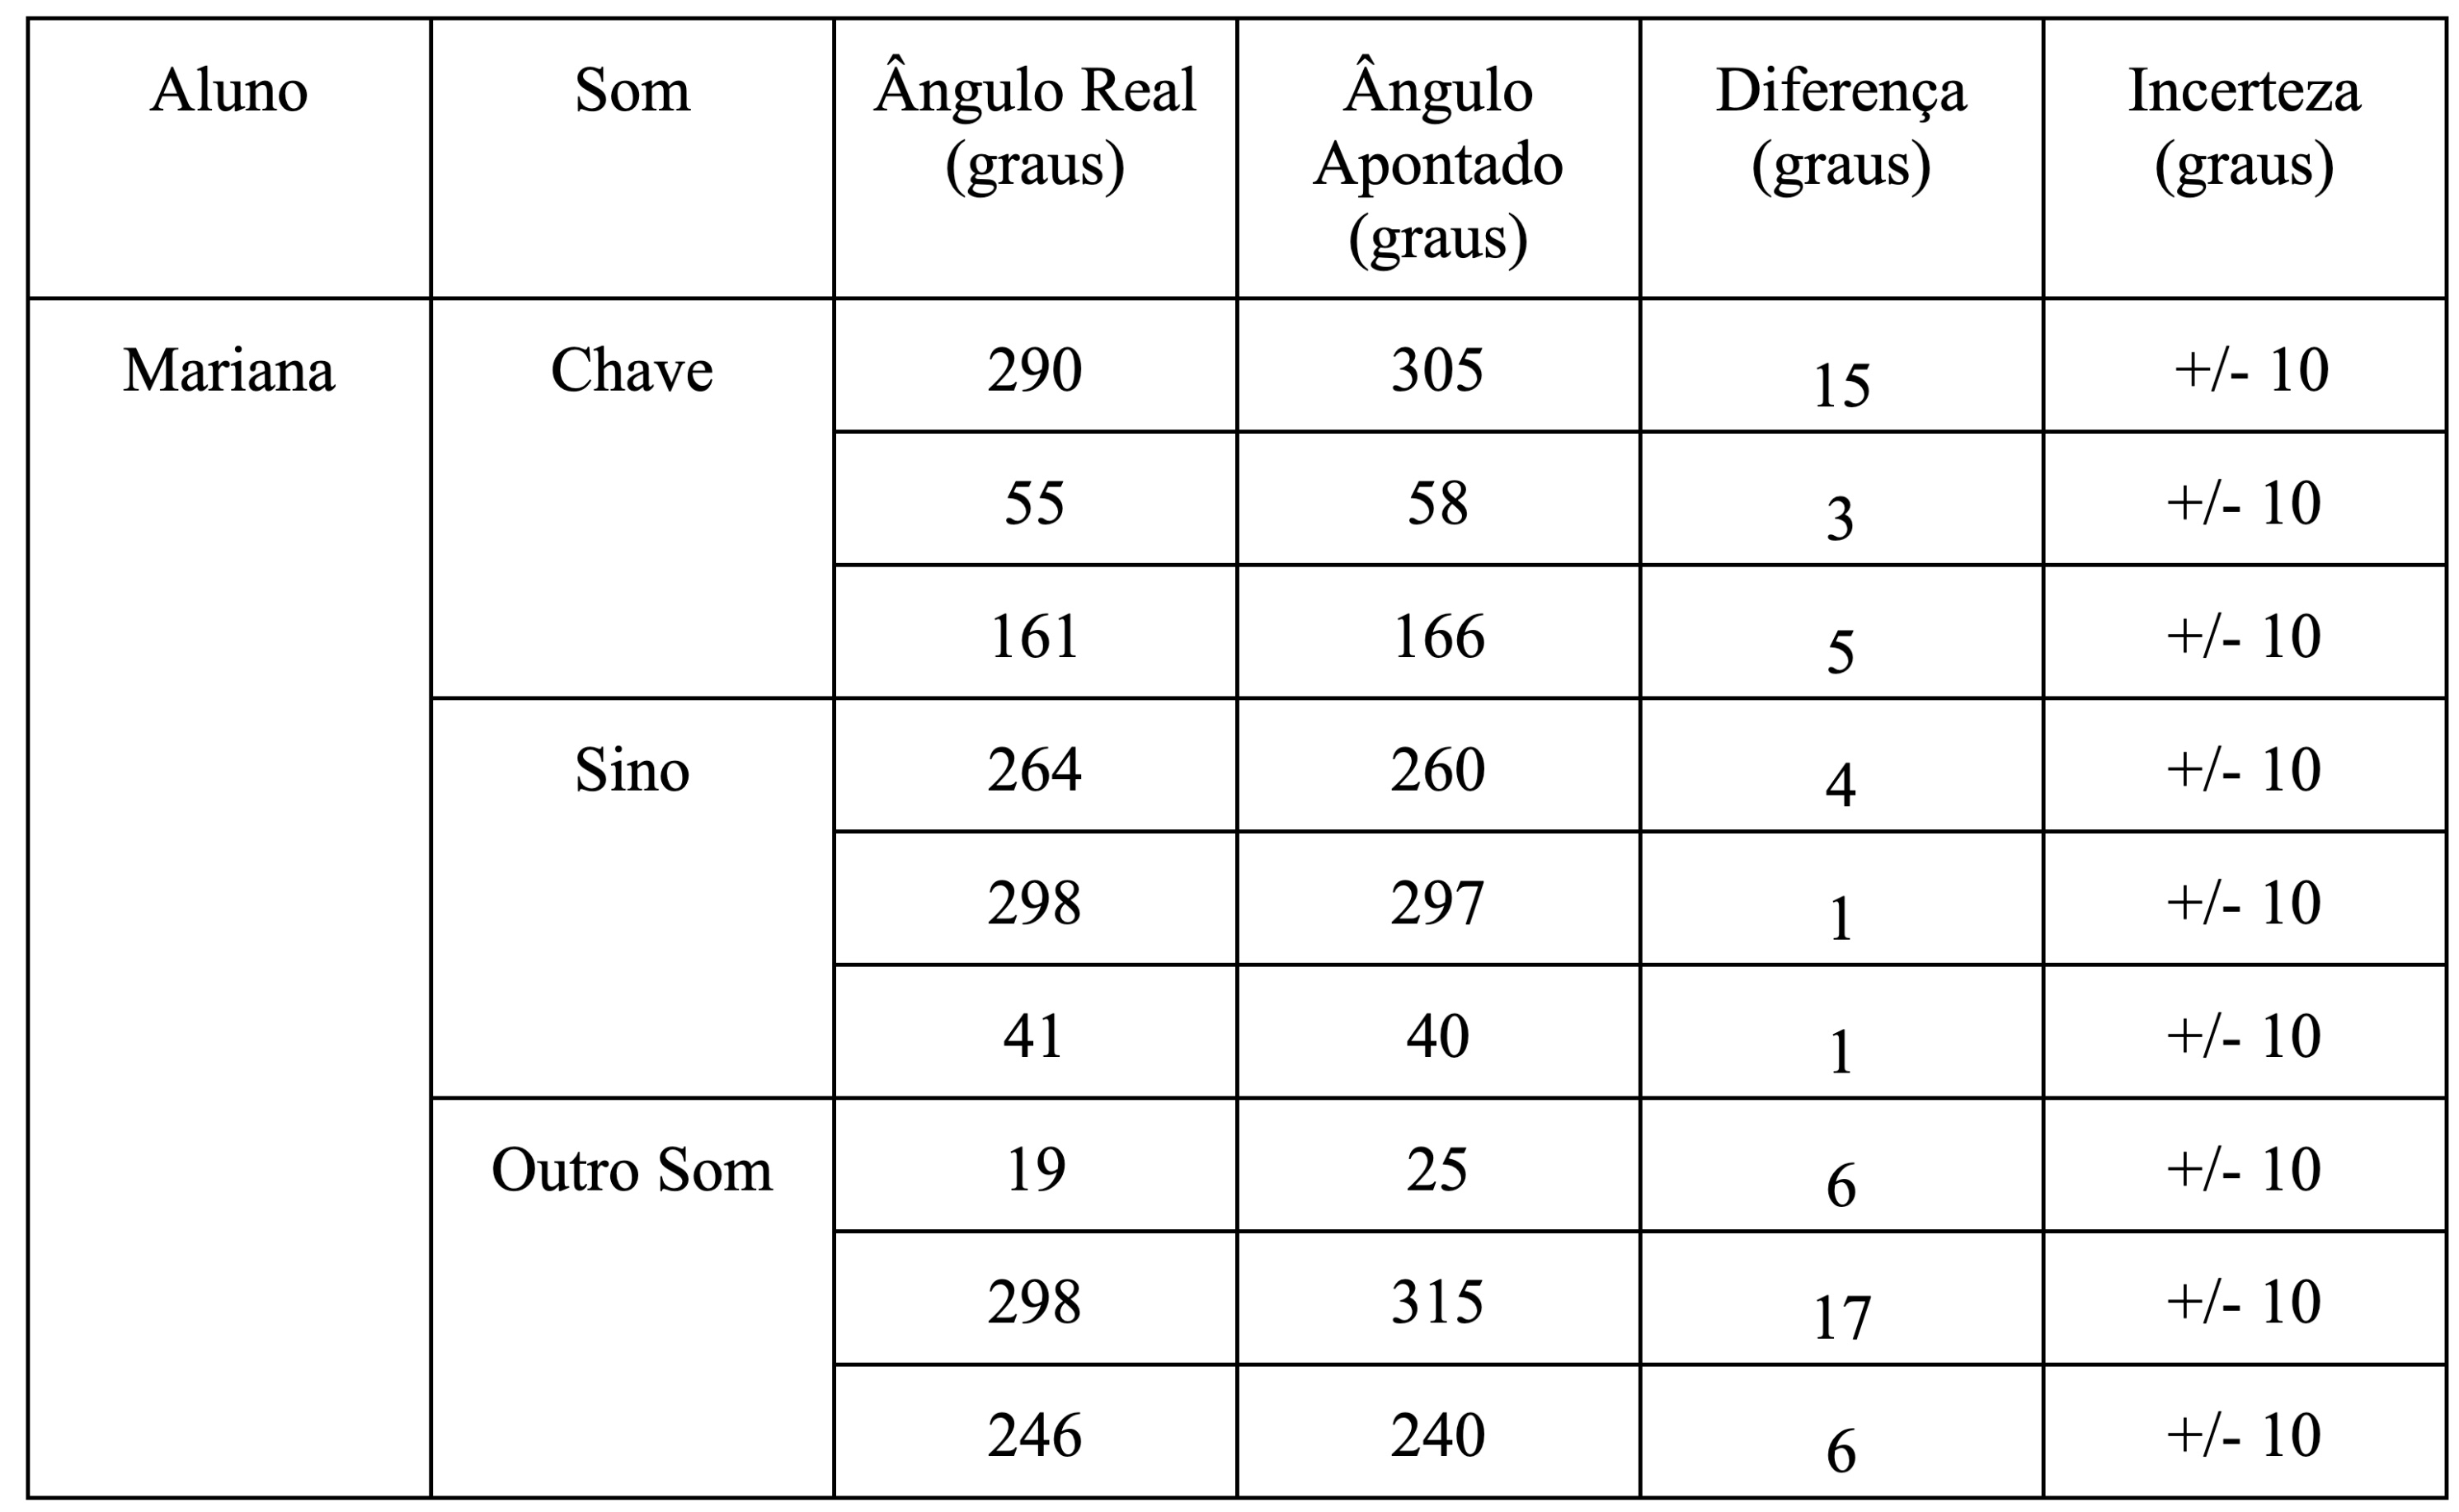 Aluno Som Ângulo Real (graus) Ângulo Apontado (graus) Diferença (graus) Incerteza (graus)
Mariana Chave 290 305 15 +/- 10
55 58 3 +/- 10
161 166 5 +/- 10
Sino 264 260 4 +/- 10
298 297 1 +/- 10
41 40 1 +/- 10
Outro Som 19 25 6 +/- 10
298 315 17 +/- 10
246 240 6 +/- 10